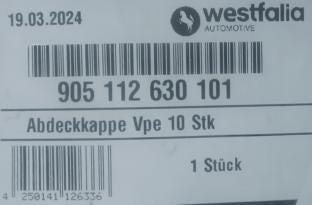 19.03.2024
westfalia
AUTOMOTIVE
905 112 630 101
Abdeckkappe Vpe 10 Stk
1 Stück
4 250141 126336